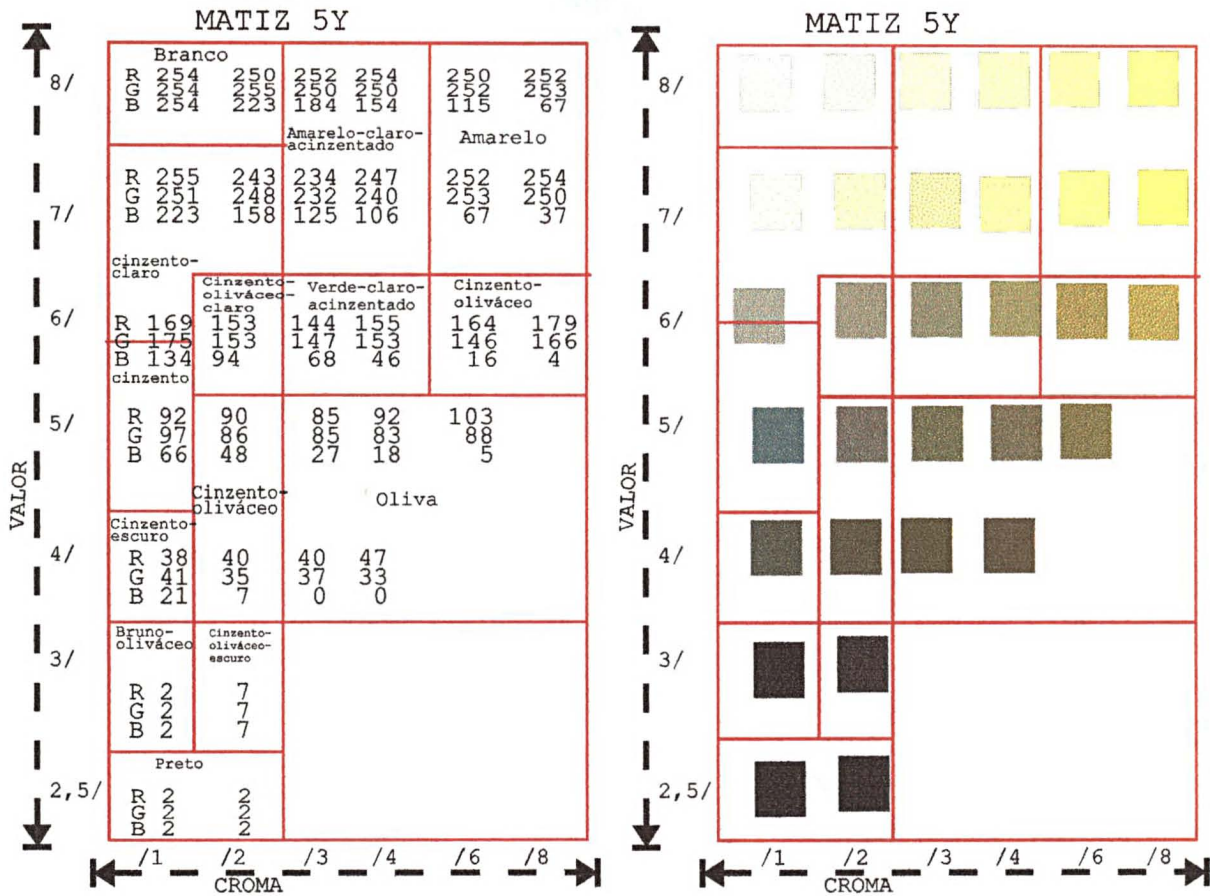 MATIZ 5Y
Branco
8/ R 254 250 252 254 250 252
G 254 255 250 250 252 253
B 254 223 184 154 115 67
Amarelo-claro-
acinzentado
Amarelo
R 255 243 234 247 252 254
7/ G 251 248 232 240 253 250
B 223 158 125 106 67 37
cinzento-
claro
Cinzento-
oliváceo-
claro
Verde-claro-
acinzentado
Cinzento-
oliváceo
6/ R 169 153 144 155 164 179
G 175 153 147 153 146 166
B 134 94 68 46 16 4
cinzento
5/ R 92 90 85 92 103
G 97 86 85 83 88
B 66 48 27 18 5
VALOR
Cinzento-
oliváceo
Oliva
Cinzento-
escuro
4/ R 38 40 40 47
G 41 35 37 33
B 21 7 0 0
Bruno-
oliváceo
Cinzento-
oliváceo-
escuro
3/
R 2 7
G 2 7
B 2 7
Preto
2,5/ R 2 2
G 2 2
B 2 2
/1 /2 /3 /4 /6 /8
CROMA
MATIZ 5Y
8/
7/
6/
5/
VALOR
4/
3/
2,5/
/1 /2 /3 /4 /6 /8
CROMA